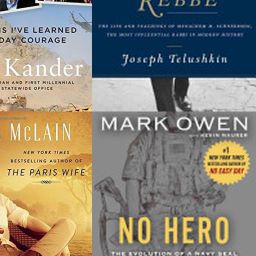 S I'VE LEARNED
DAY COURAGE
Kander
AN AND FIRST MILLENNIAL
STATEWIDE OFFICE
REBBE
THE LIFE AND TEACHINGS OF MENACHEM M. SCHNEERSON,
THE MOST INFLUENTIAL RABBI IN MODERN HISTORY
Joseph Telushkin
McLAIN
NEW YORK TIMES
BESTSELLING AUTHOR OF
THE PARIS WIFE
MARK OWEN
WITH KEVIN MAURER
#1
NEW YORK TIMES
BESTSELLING AUTHOR OF
NO EASY DAY
NO HERO
THE EVOLUTION OF A NAVY SEAL